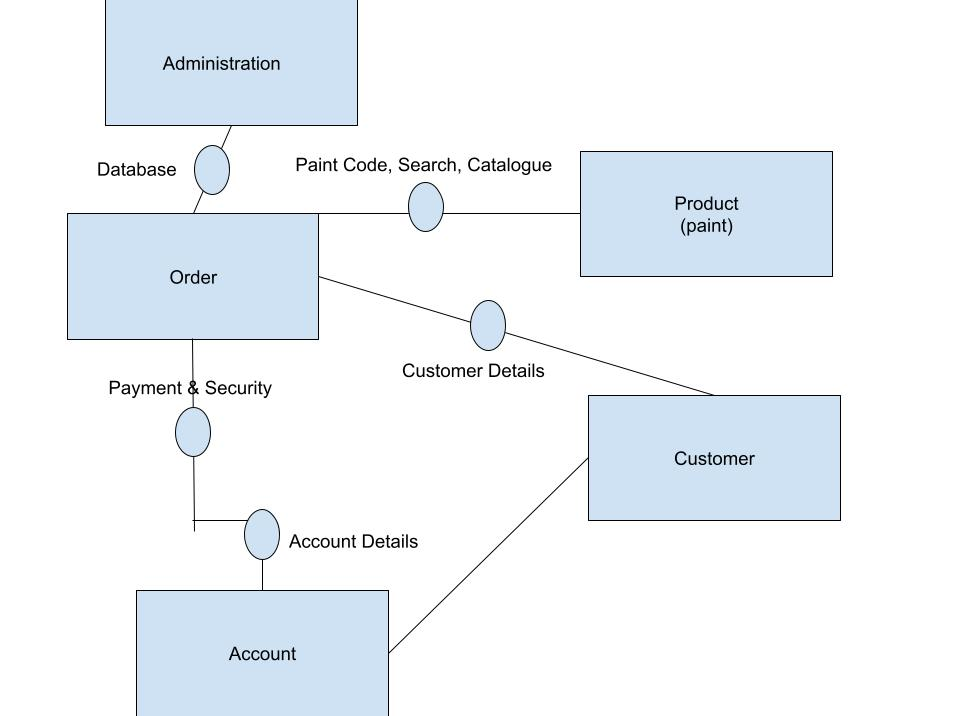 Administration
Database
Paint Code, Search, Catalogue
Product
(paint)
Order
Customer Details
Payment & Security
Customer
Account Details
Account